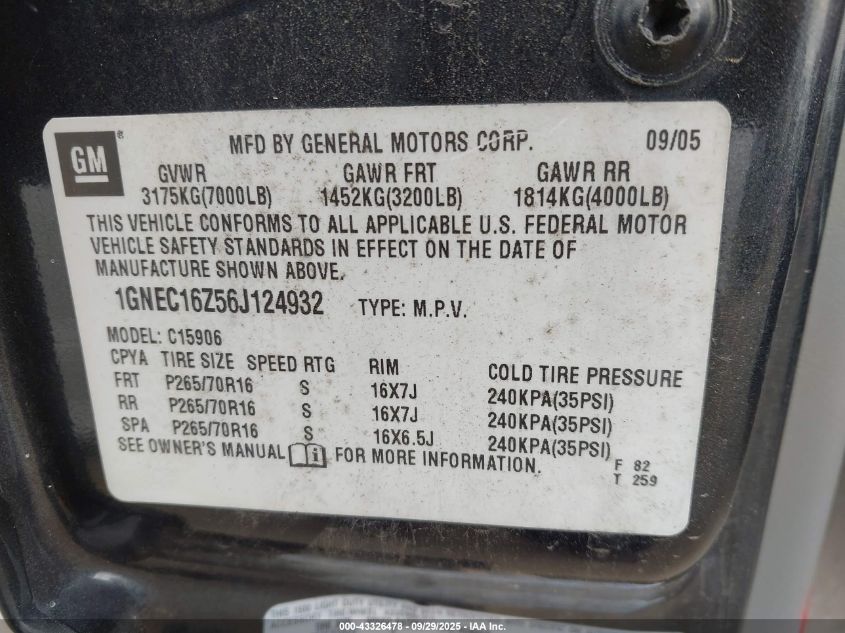 GM ®
MFD BY GENERAL MOTORS CORP. 09/05
GVWR GAWR FRT GAWR RR
3175KG(7000LB) 1452KG(3200LB) 1814KG(4000LB)
THIS VEHICLE CONFORMS TO ALL APPLICABLE U.S. FEDERAL MOTOR
VEHICLE SAFETY STANDARDS IN EFFECT ON THE DATE OF
MANUFACTURE SHOWN ABOVE.
1GNEC16Z56J124932 TYPE: M.P.V.
MODEL: C15906
CPYA TIRE SIZE SPEED RTG RIM COLD TIRE PRESSURE
FRT P265/70R16 S 16X7J 240KPA(35PSI)
RR P265/70R16 S 16X7J 240KPA(35PSI)
SPA P265/70R16 S 16X6.5J 240KPA(35PSI)
SEE OWNER'S MANUAL i FOR MORE INFORMATION.
F 82
T 259
000-43326478 - 09/29/2025 - IAA Inc.